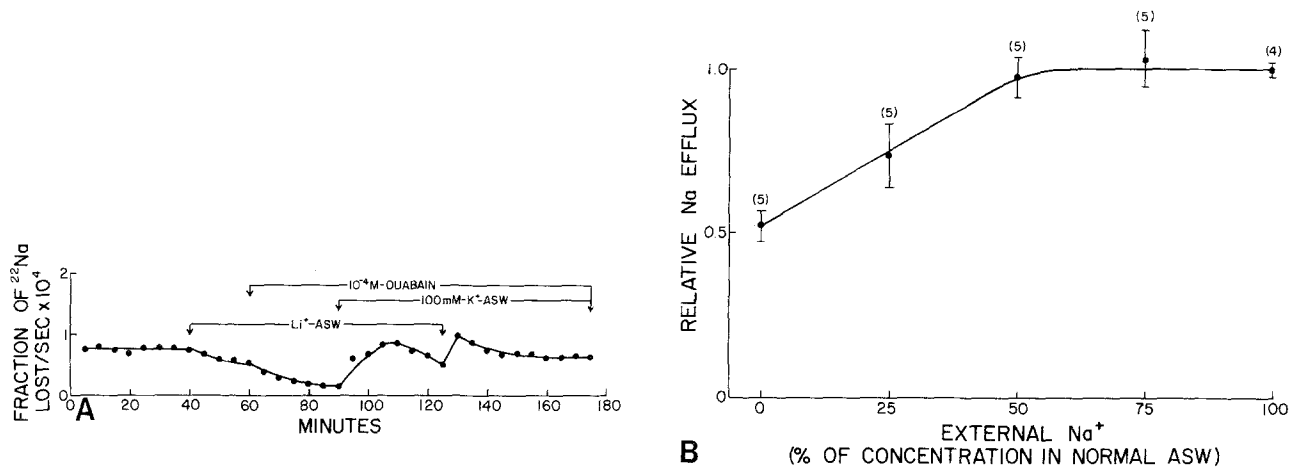 FRACTION OF ²²Na
LOST/SEC x 10⁴
2
1
0
10⁻⁴M-OUABAIN
100mM-K⁺-ASW
Li⁺-ASW
0 20 40 60 80 100 120 140 160 180
MINUTES
A
RELATIVE Na EFFLUX
1.0
0.5
0
(5)
(5)
(5)
(5)
(4)
0 25 50 75 100
EXTERNAL Na⁺
(% OF CONCENTRATION IN NORMAL ASW)
B